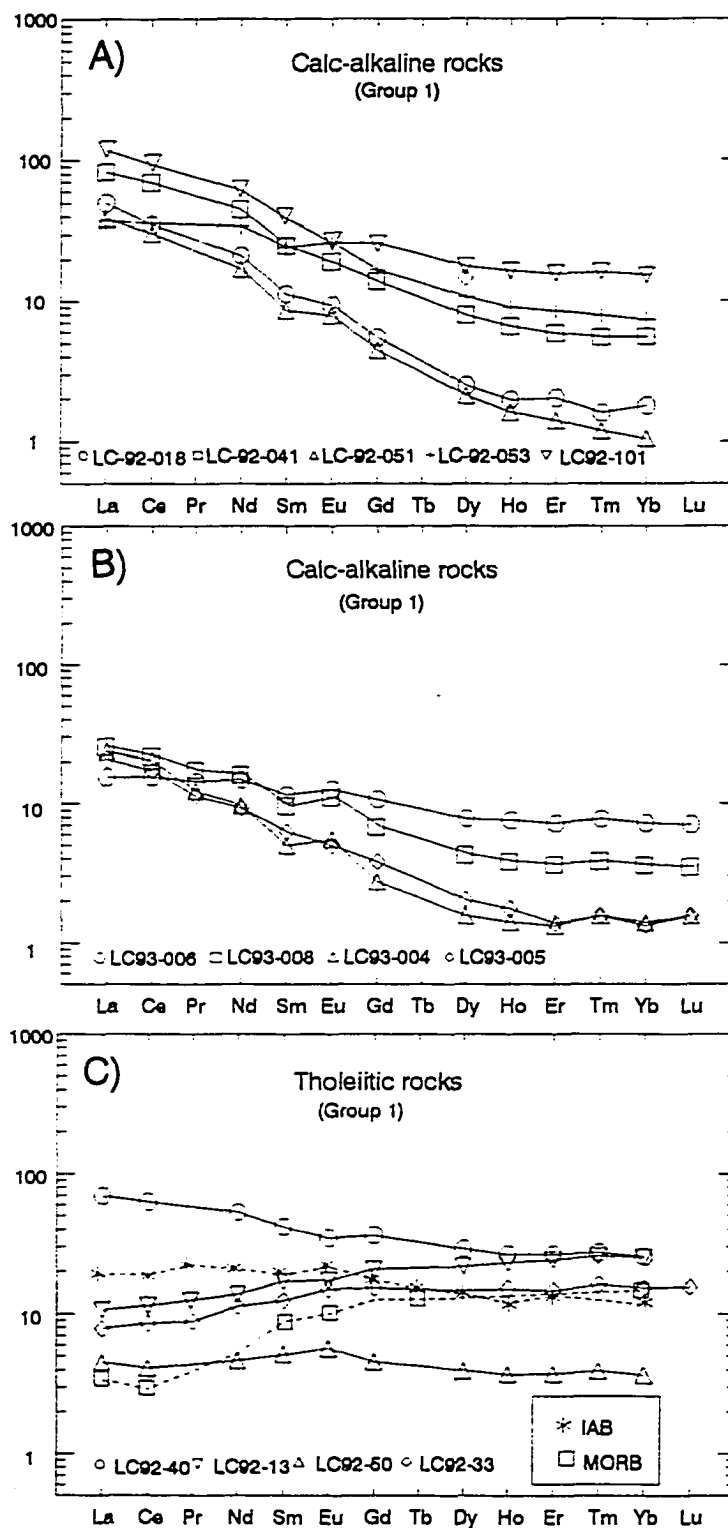 1000
A)
Calc-alkaline rocks
(Group 1)
100
10
1
LC-92-018 LC-92-041 LC-92-051 LC-92-053 LC92-101
La Ce Pr Nd Sm Eu Gd Tb Dy Ho Er Tm Yb Lu
1000
B)
Calc-alkaline rocks
(Group 1)
100
10
1
LC93-006 LC93-008 LC93-004 LC93-005
La Ce Pr Nd Sm Eu Gd Tb Dy Ho Er Tm Yb Lu
1000
C)
Tholeiitic rocks
(Group 1)
100
10
IAB
MORB
1
LC92-40 LC92-13 LC92-50 LC92-33
La Ce Pr Nd Sm Eu Gd Tb Dy Ho Er Tm Yb Lu